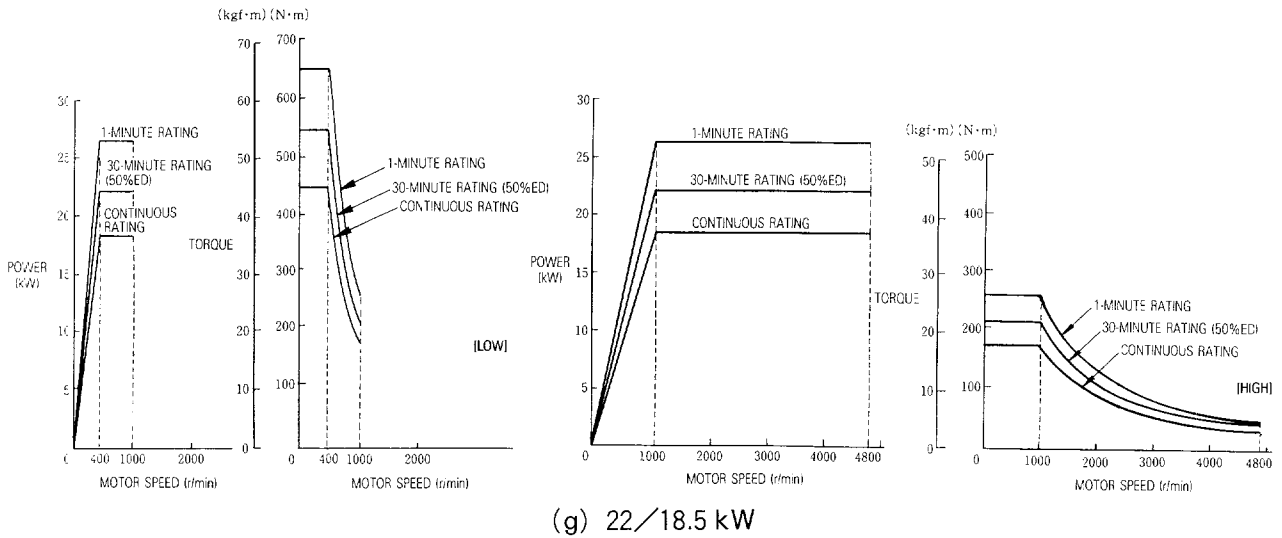 (kgf·m) (N·m)
70
60
50
40
30
20
10
0
700
600
500
400
300
200
100
0
30
25
20
15
10
5
0
POWER
(kW)
1-MINUTE RATING
30-MINUTE RATING
(50%ED)
CONTINUOUS
RATING
400 1000 2000
MOTOR SPEED (r/min)
TORQUE
1-MINUTE RATING
30-MINUTE RATING (50%ED)
CONTINUOUS RATING
[LOW]
400 1000 2000
MOTOR SPEED (r/min)
30
25
20
15
10
5
0
POWER
(kW)
1-MINUTE RATING
30-MINUTE RATING (50%ED)
CONTINUOUS RATING
1000 2000 3000 4000 4800
MOTOR SPEED (r/min)
(kgf·m) (N·m)
50
40
30
20
10
0
TORQUE
500
400
300
200
100
0
1-MINUTE RATING
30-MINUTE RATING (50%ED)
CONTINUOUS RATING
[HIGH]
1000 2000 3000 4000 4800
MOTOR SPEED (r/min)
(g) 22/18.5 kW